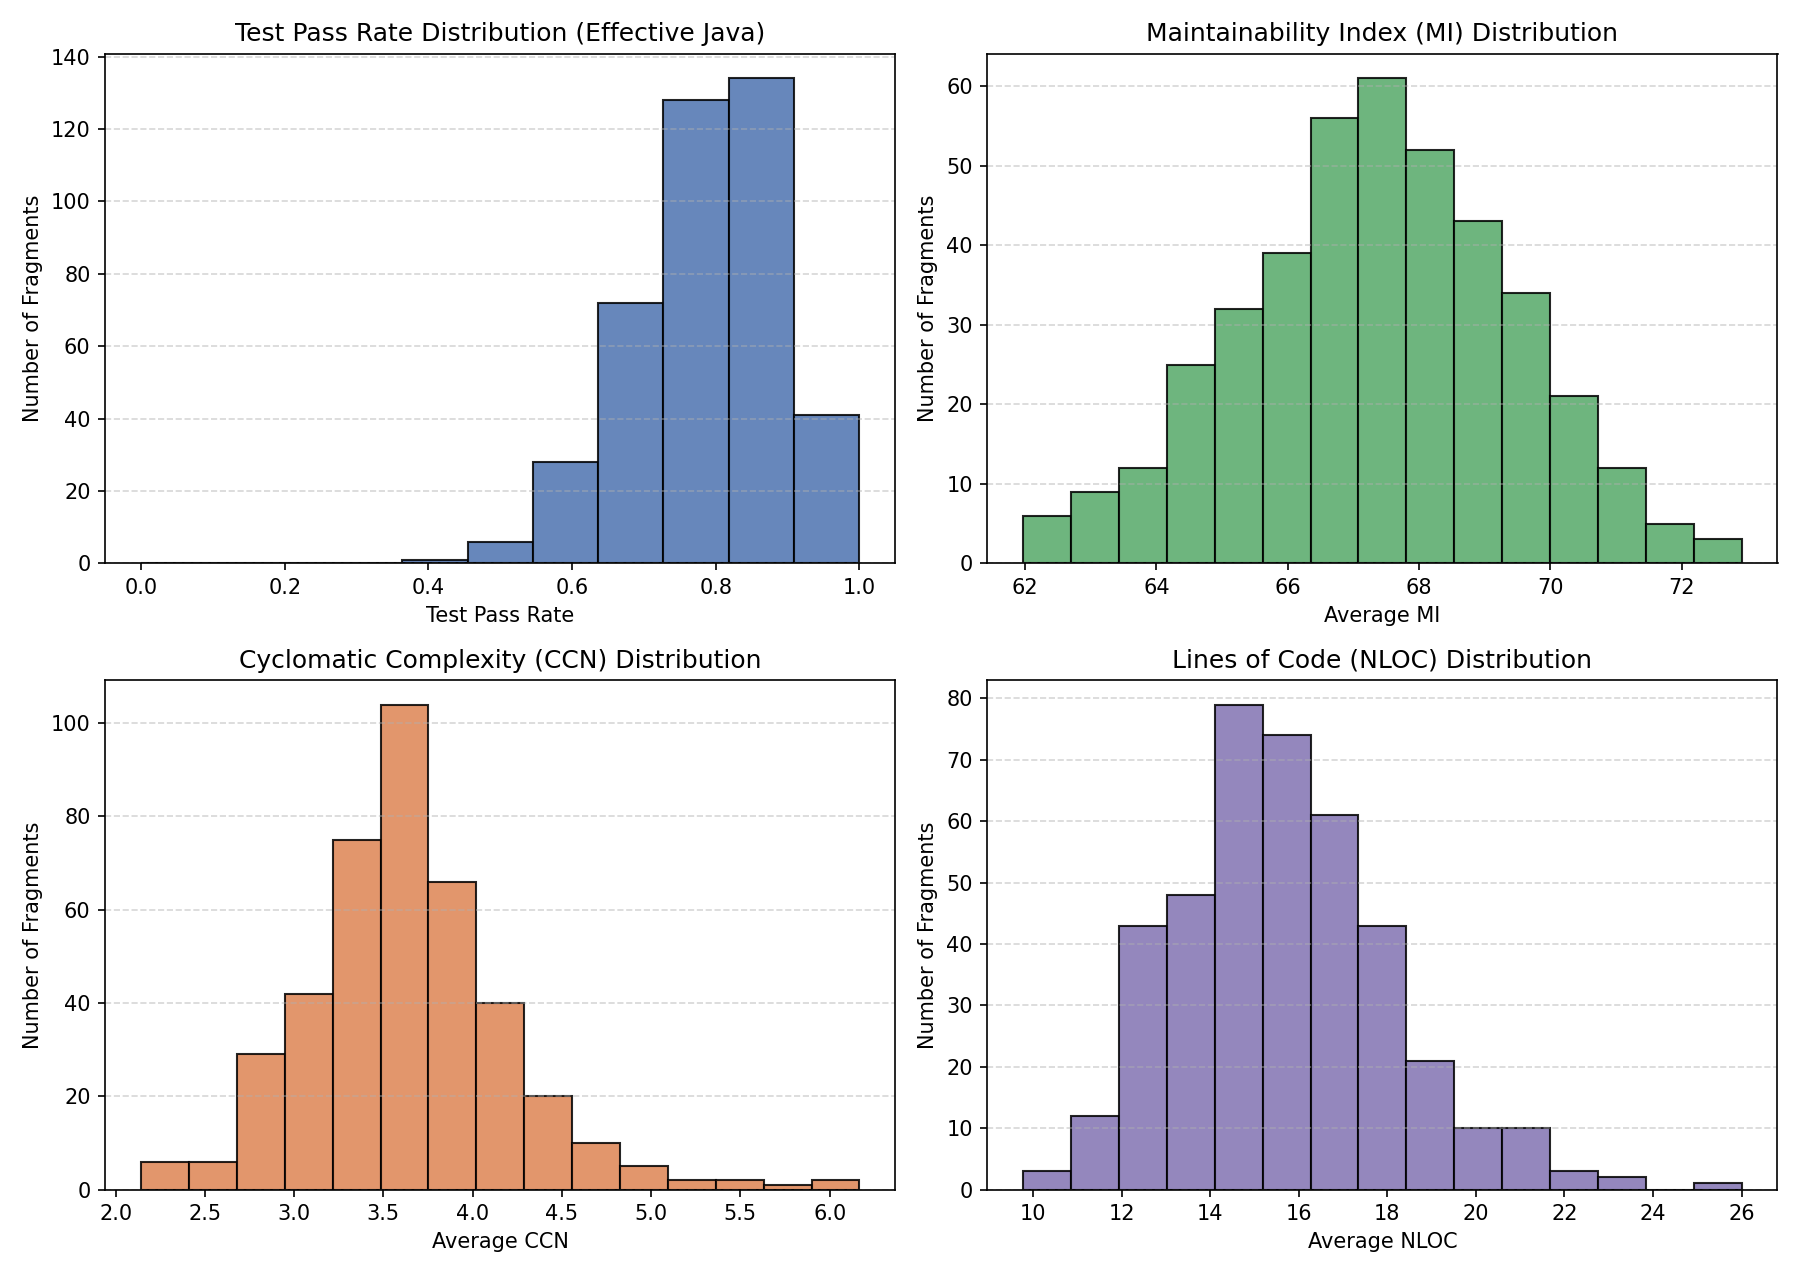 Test Pass Rate Distribution (Effective Java)
Number of Fragments
140
120
100
80
60
40
20
0
0.0 0.2 0.4 0.6 0.8 1.0
Test Pass Rate
Maintainability Index (MI) Distribution
Number of Fragments
60
50
40
30
20
10
0
62 64 66 68 70 72
Average MI
Cyclomatic Complexity (CCN) Distribution
Number of Fragments
100
80
60
40
20
0
2.0 2.5 3.0 3.5 4.0 4.5 5.0 5.5 6.0
Average CCN
Lines of Code (NLOC) Distribution
Number of Fragments
80
70
60
50
40
30
20
10
0
10 12 14 16 18 20 22 24 26
Average NLOC